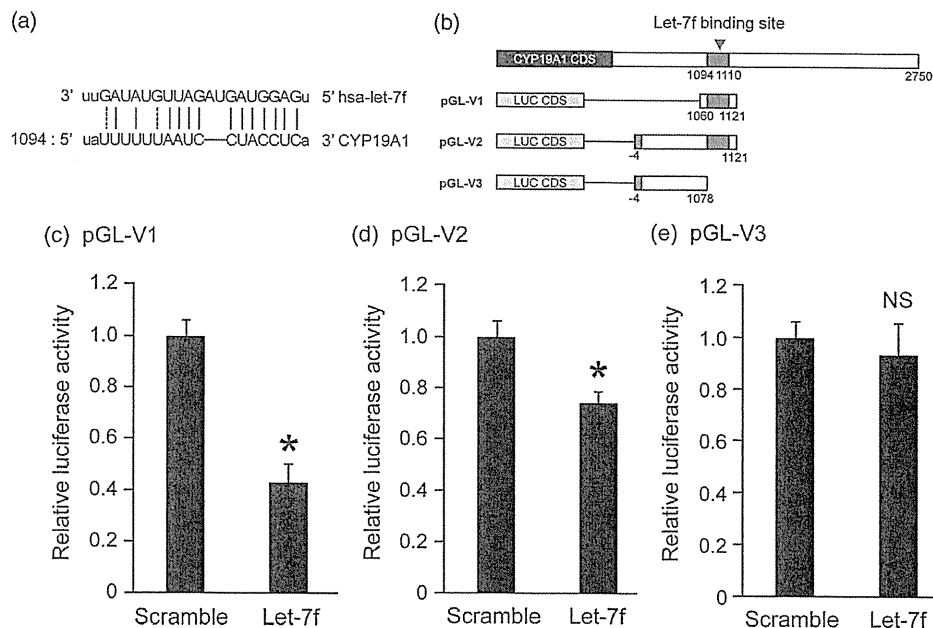 (a)
3' uuGAUAUGUUAGAUGAUGGAGu 5' hsa-let-7f
1094 : 5' uaUUUUUUAAUC CUACCUCa 3' CYP19A1
(b)
Let-7f binding site
CYP19A1 CDS
1094 1110 2750
pGL-V1 LUC CDS
1060 1121
pGL-V2 LUC CDS
-4 1121
pGL-V3 LUC CDS
-4 1078
(c) pGL-V1
Relative luciferase activity
1.2
1.0
0.8
0.6
0.4
1.2
0
*
Scramble Let-7f
(d) pGL-V2
Relative luciferase activity
1.2
1.0
0.8
0.6
0.4
0.2
0
*
Scramble Let-7f
(e) pGL-V3
Relative luciferase activity
1.2
1.0
0.8
0.6
0.4
0.2
0
NS
Scramble Let-7f